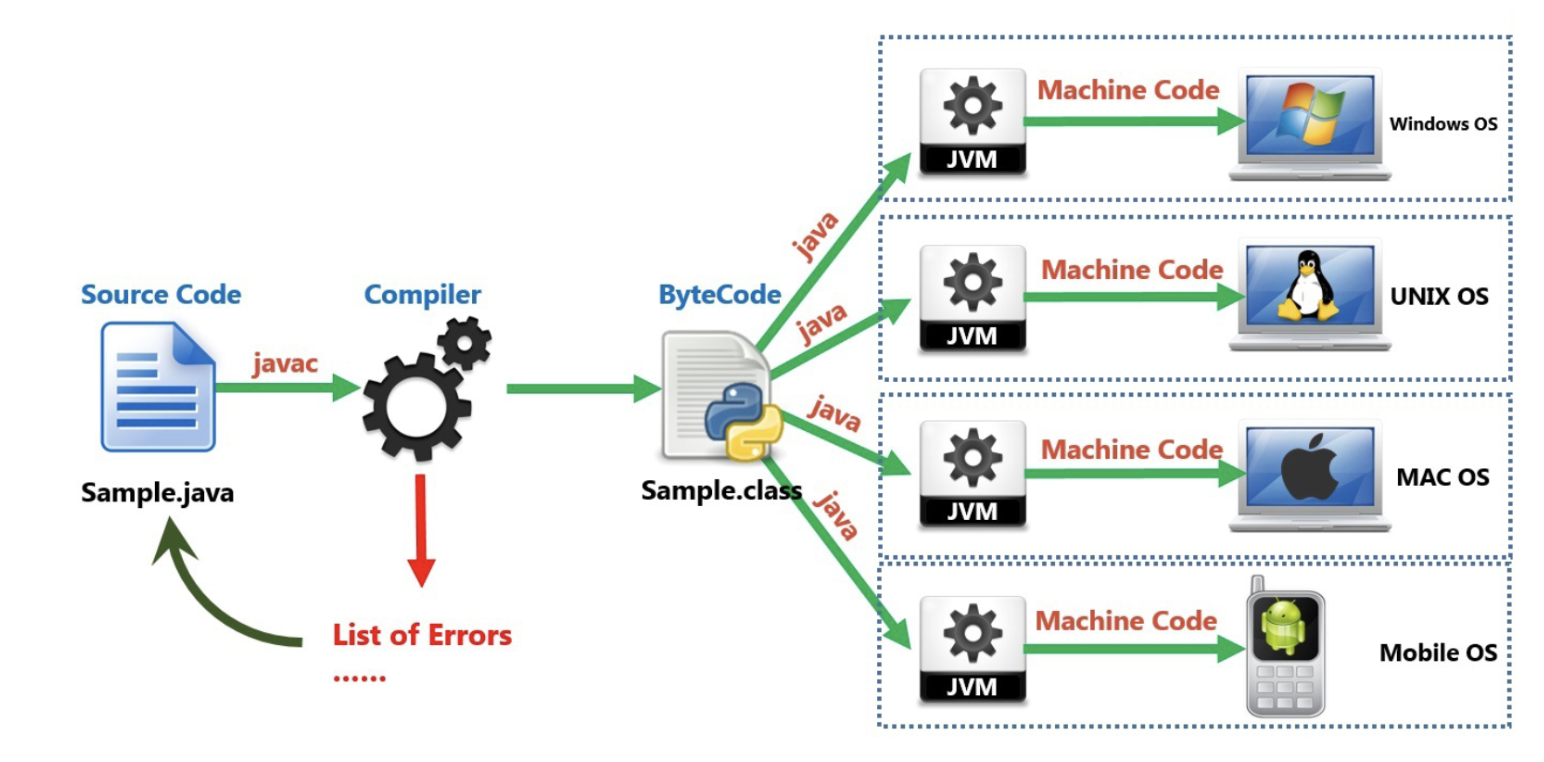 Source Code
javac
Sample.java
Compiler
List of Errors
......
ByteCode
Sample.class
java
JVM
Machine Code
Windows OS
java
JVM
Machine Code
UNIX OS
java
JVM
Machine Code
MAC OS
java
JVM
Machine Code
Mobile OS